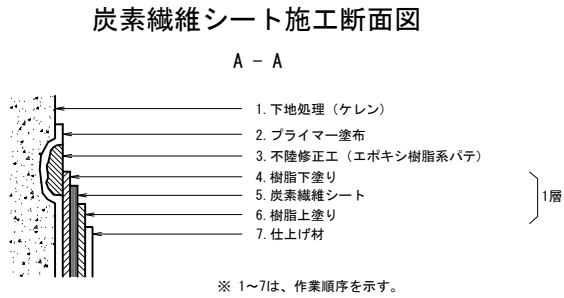 炭素繊維シート施工断面図
A - A
1. 下地処理（ケレン）
2. プライマー塗布
3. 不陸修正工（エポキシ樹脂系パテ）
4. 樹脂下塗り
5. 炭素繊維シート
1層
6. 樹脂上塗り
7. 仕上げ材
※ 1～7は、作業順序を示す。